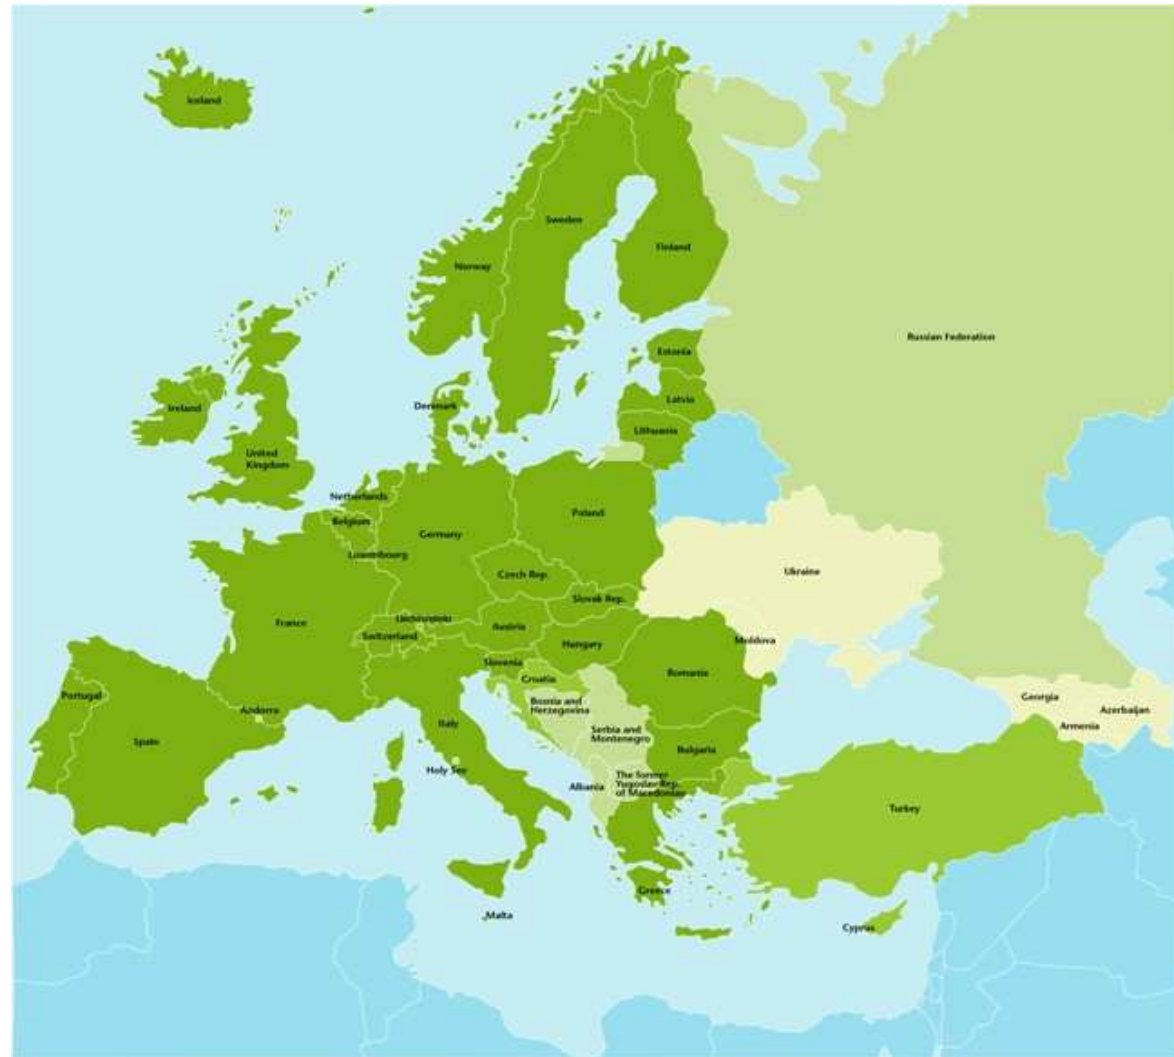 Iceland
Sweden
Finland
Norway
Russian Federation
Estonia
Latvia
Denmark
Ireland
Lithuania
United
Kingdom
Netherlands
Poland
Belgium
Germany
Luxembourg
Ukraine
Czech Rep.
Slovak Rep.
France
Liechtenstein
Austria
Switzerland
Hungary
Moldova
Slovenia
Romania
Croatia
Portugal
Andorra
Bosnia and
Herzegovina
Georgia
Azerbaijan
Italy
Armenia
Serbia and
Montenegro
Spain
Bulgaria
Holy See
The former
Yugoslav Rep.
of Macedonia
Albania
Turkey
Greece
Malta
Cyprus